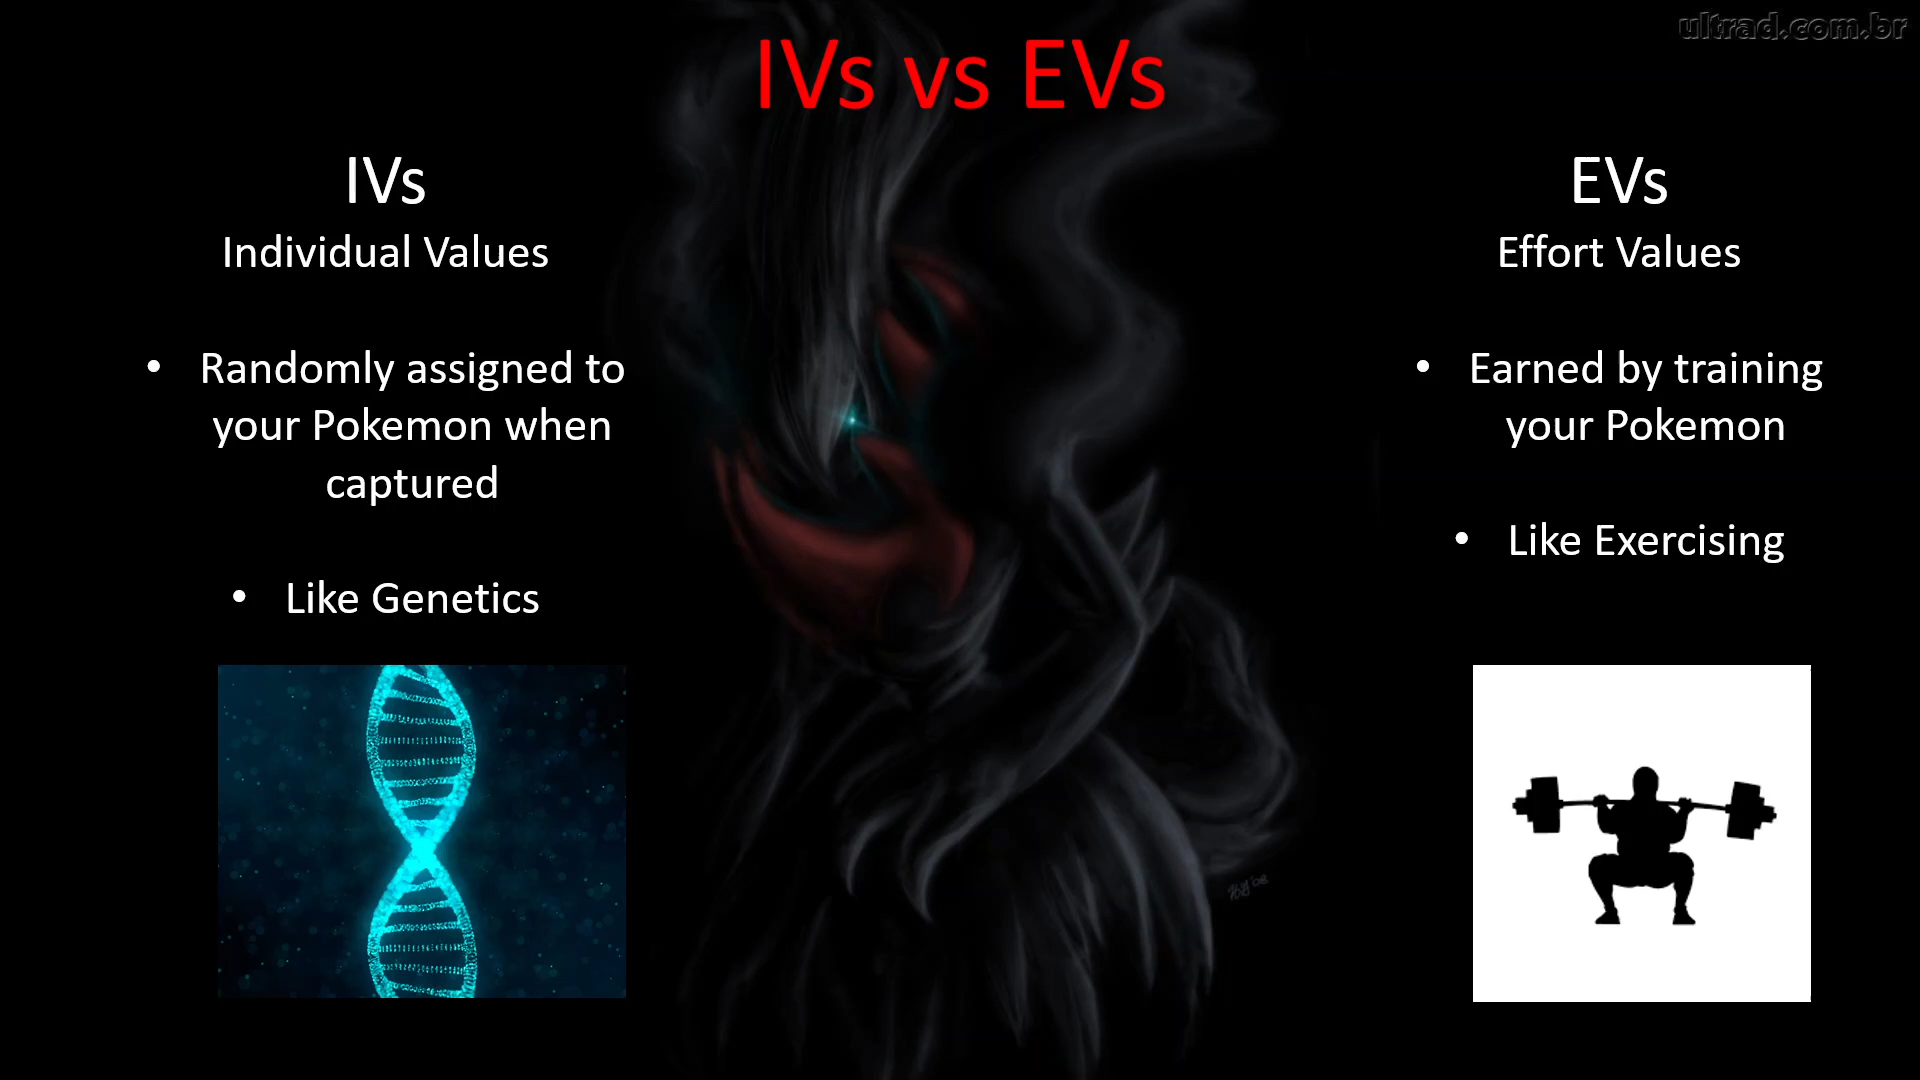 ultrad.com.br
IVs vs EVs
IVs
Individual Values
• Randomly assigned to
your Pokemon when
captured
• Like Genetics
EVs
Effort Values
• Earned by training
your Pokemon
• Like Exercising